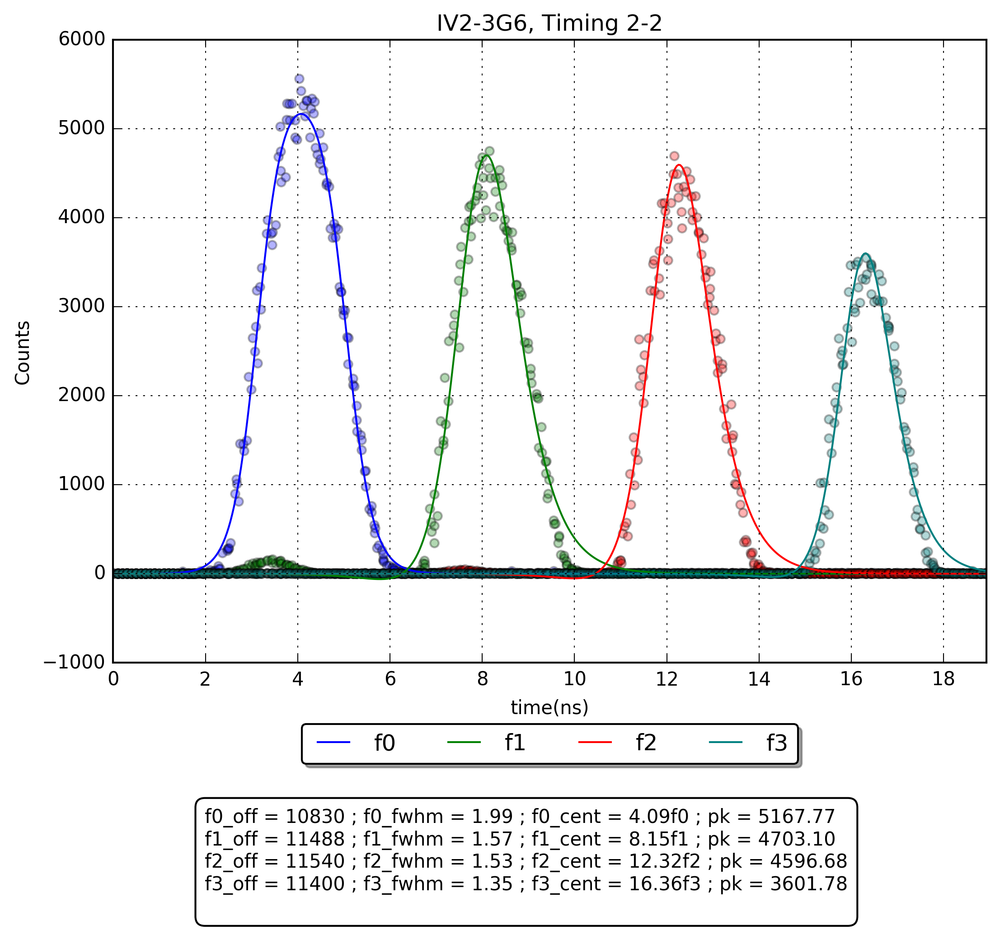 IV2-3G6, Timing 2-2
6000
5000
4000
3000
2000
1000
0
−1000
Counts
0 2 4 6 8 10 12 14 16 18
time(ns)
f0 f1 f2 f3
f0_off = 10830 ; f0_fwhm = 1.99 ; f0_cent = 4.09f0 ; pk = 5167.77
f1_off = 11488 ; f1_fwhm = 1.57 ; f1_cent = 8.15f1 ; pk = 4703.10
f2_off = 11540 ; f2_fwhm = 1.53 ; f2_cent = 12.32f2 ; pk = 4596.68
f3_off = 11400 ; f3_fwhm = 1.35 ; f3_cent = 16.36f3 ; pk = 3601.78